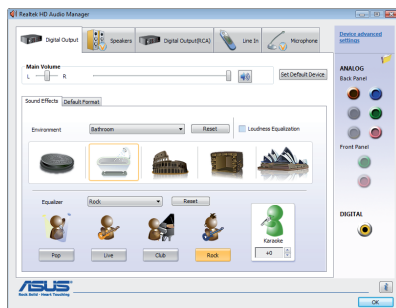 Realtek HD Audio Manager
Digital Output
Speakers
Digital Output(RCA)
Line In
Microphone
Device advanced
settings
Main Volume
L
R
Set Default Device
ANALOG
Back Panel
Sound Effects
Default Format
Environment
Bathroom
Reset
Loudness Equalization
Front Panel
Equalizer
Rock
Reset
Pop
Live
Club
Rock
Karaoke
+0
DIGITAL
ASUS
Rock Solid · Heart Touching
OK